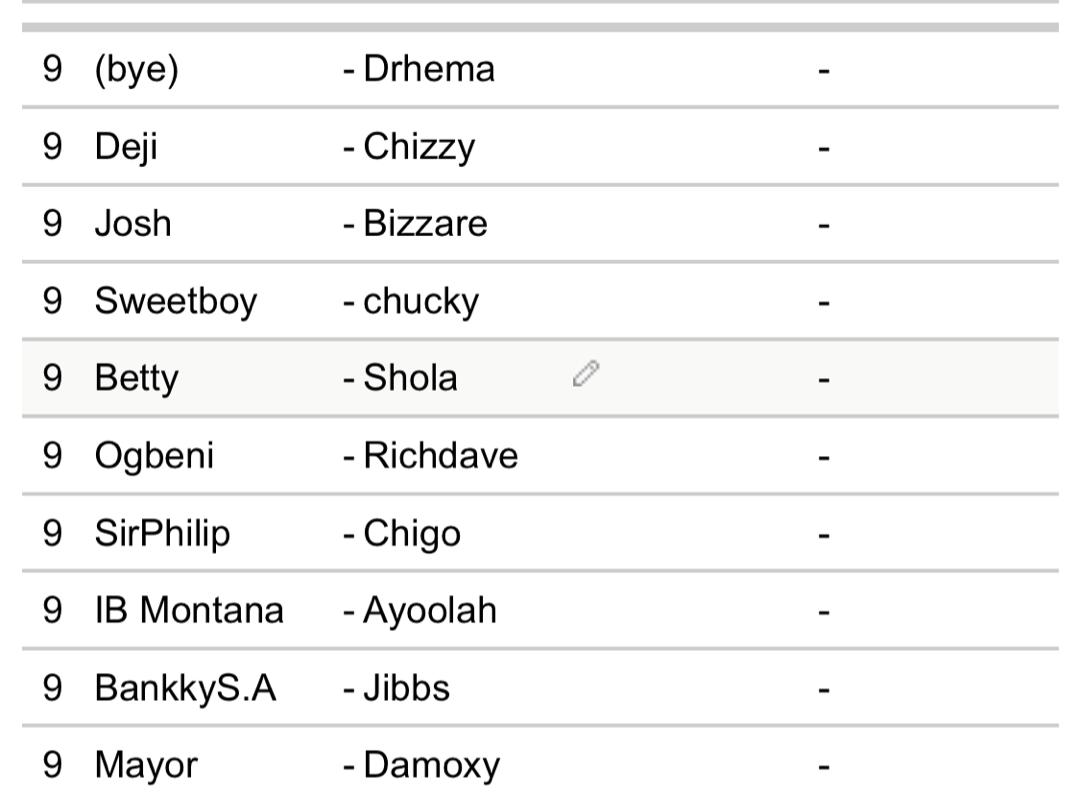 9 (bye) - Drhema -
9 Deji - Chizzy -
9 Josh - Bizzare -
9 Sweetboy - chucky -
9 Betty - Shola -
9 Ogbeni - Richdave -
9 SirPhilip - Chigo -
9 IB Montana - Ayoolah -
9 BankkyS.A - Jibbs -
9 Mayor - Damoxy -